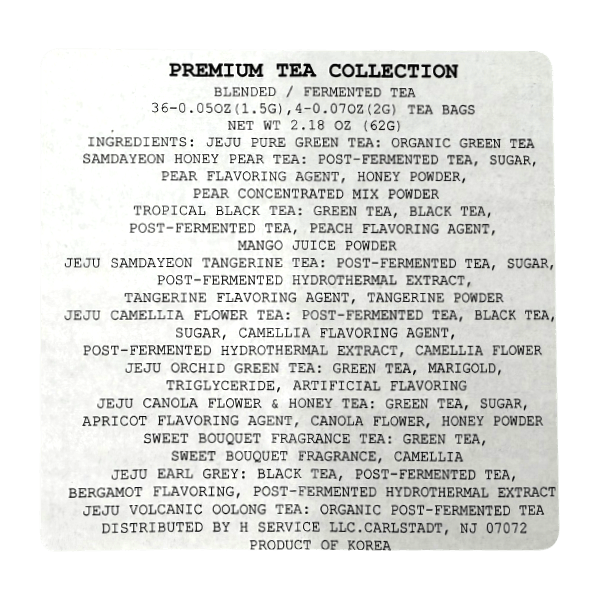 PREMIUM TEA COLLECTION
BLENDED / FERMENTED TEA
36-0.05OZ(1.5G),4-0.07OZ(2G) TEA BAGS
NET WT 2.18 OZ (62G)
INGREDIENTS: JEJU PURE GREEN TEA: ORGANIC GREEN TEA
SAMDAYEON HONEY PEAR TEA: POST-FERMENTED TEA, SUGAR,
PEAR FLAVORING AGENT, HONEY POWDER,
PEAR CONCENTRATED MIX POWDER
TROPICAL BLACK TEA: GREEN TEA, BLACK TEA,
POST-FERMENTED TEA, PEACH FLAVORING AGENT,
MANGO JUICE POWDER
JEJU SAMDAYEON TANGERINE TEA: POST-FERMENTED TEA, SUGAR,
POST-FERMENTED HYDROTHERMAL EXTRACT,
TANGERINE FLAVORING AGENT, TANGERINE POWDER
JEJU CAMELLIA FLOWER TEA: POST-FERMENTED TEA, BLACK TEA,
SUGAR, CAMELLIA FLAVORING AGENT,
POST-FERMENTED HYDROTHERMAL EXTRACT, CAMELLIA FLOWER
JEJU ORCHID GREEN TEA: GREEN TEA, MARIGOLD,
TRIGLYCERIDE, ARTIFICIAL FLAVORING
JEJU CANOLA FLOWER & HONEY TEA: GREEN TEA, SUGAR,
APRICOT FLAVORING AGENT, CANOLA FLOWER, HONEY POWDER
SWEET BOUQUET FRAGRANCE TEA: GREEN TEA,
SWEET BOUQUET FRAGRANCE, CAMELLIA
JEJU EARL GREY: BLACK TEA, POST-FERMENTED TEA,
BERGAMOT FLAVORING, POST-FERMENTED HYDROTHERMAL EXTRACT
JEJU VOLCANIC OOLONG TEA: ORGANIC POST-FERMENTED TEA
DISTRIBUTED BY H SERVICE LLC.CARLSTADT, NJ 07072
PRODUCT OF KOREA